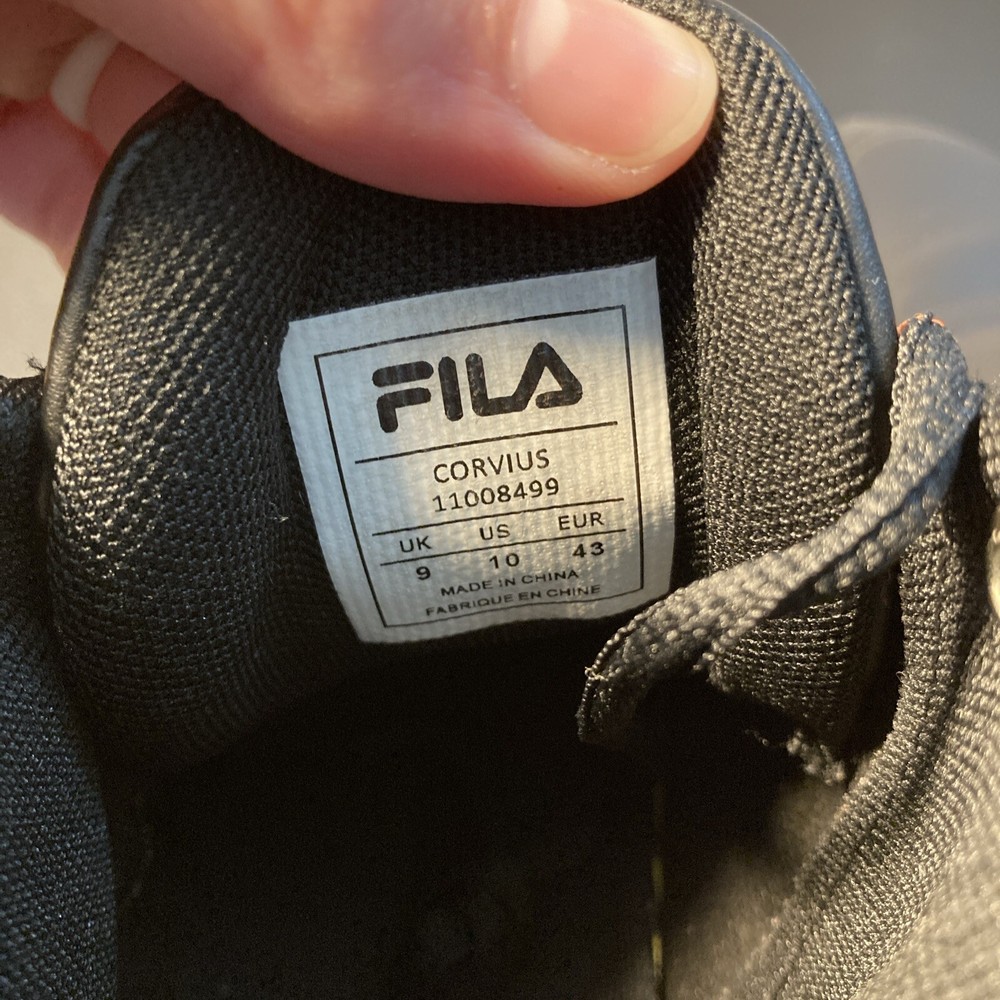 FILA
CORVIUS
11008499
UK US EUR
9 10 43
MADE IN CHINA
FABRIQUE EN CHINE